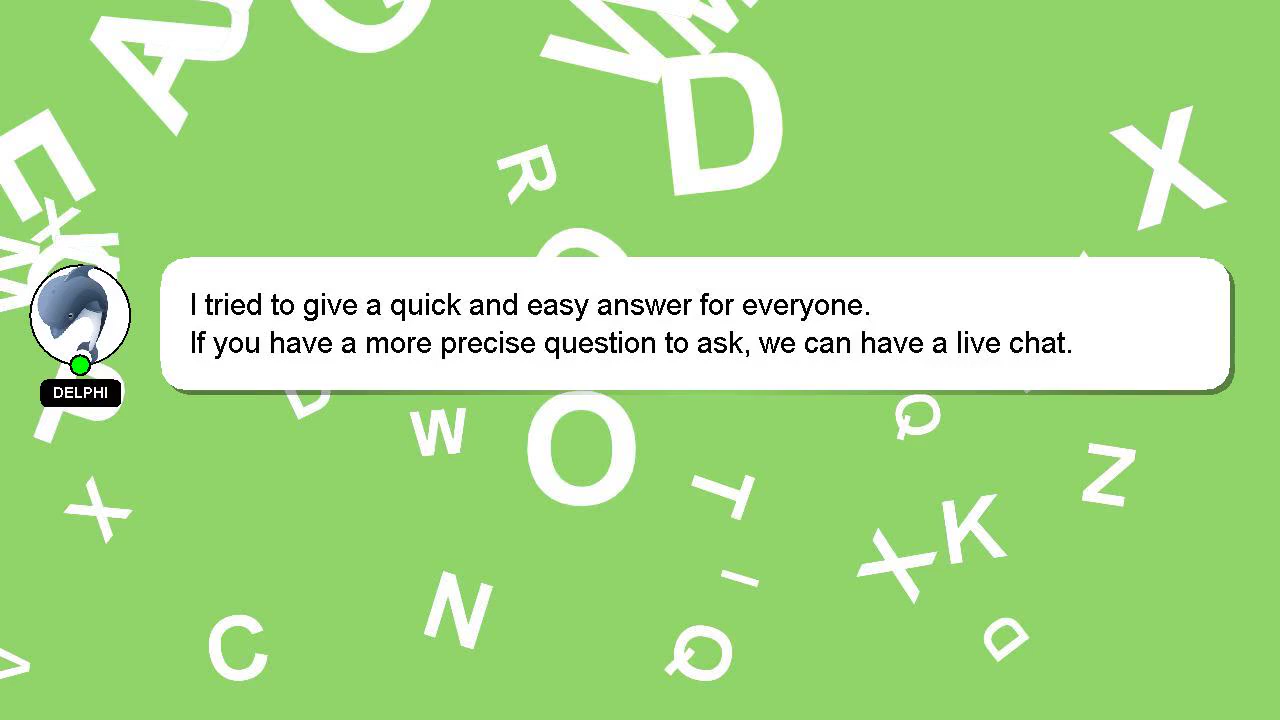 I tried to give a quick and easy answer for everyone.
If you have a more precise question to ask, we can have a live chat.
DELPHI